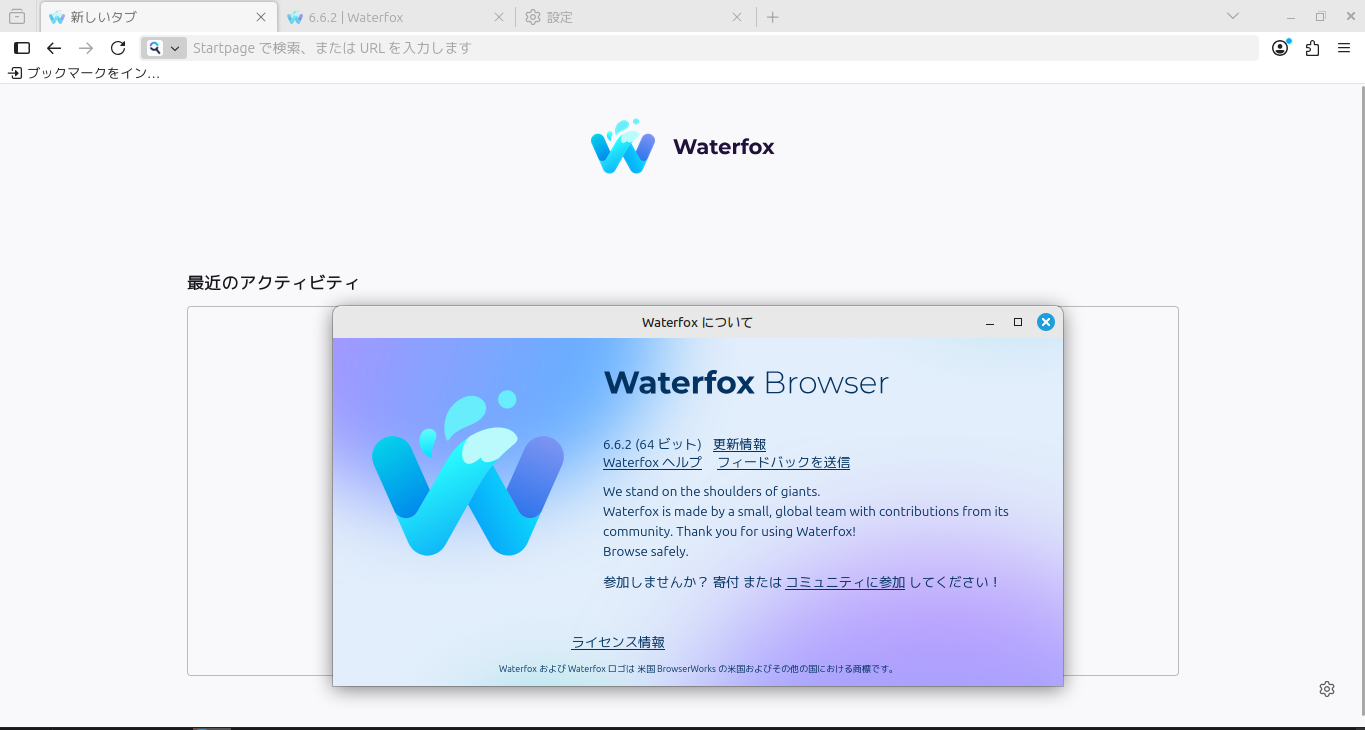 新しいタブ
6.6.2 | Waterfox
設定
Startpage で検索、または URL を入力します
ブックマークをイン…
Waterfox
最近のアクティビティ
Waterfox について
Waterfox Browser
6.6.2 (64 ビット) 更新情報
Waterfox ヘルプ フィードバックを送信
We stand on the shoulders of giants.
Waterfox is made by a small, global team with contributions from its
community. Thank you for using Waterfox!
Browse safely.
参加しませんか？ 寄付 または コミュニティに参加 してください！
ライセンス情報
Waterfox および Waterfox ロゴは 米国 BrowserWorks の米国およびその他の国における商標です。